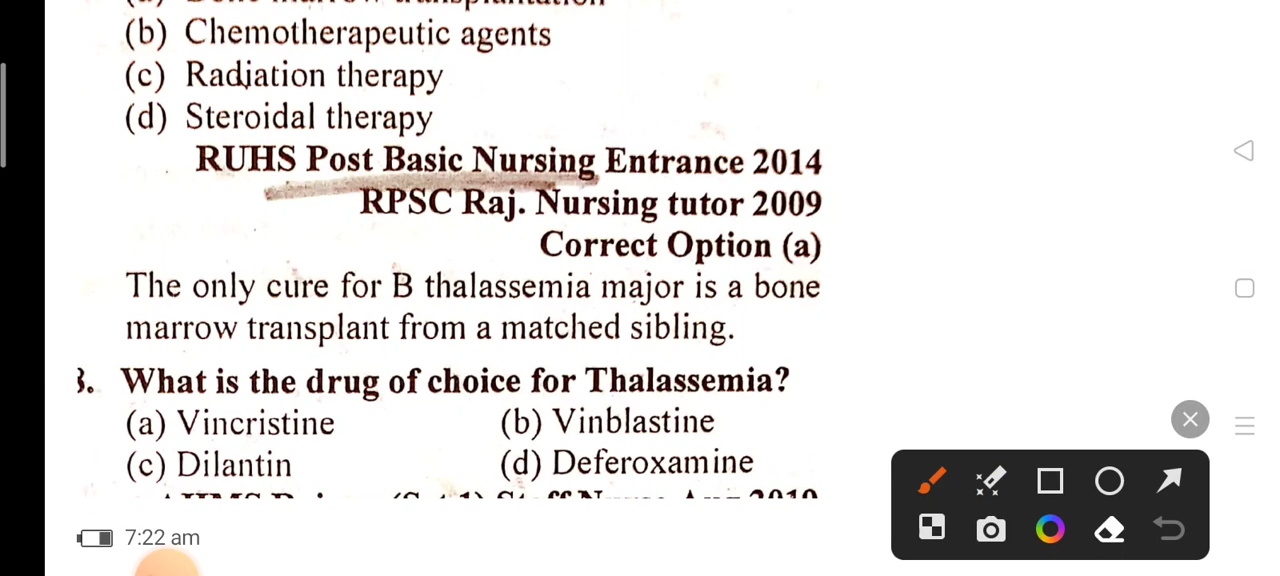 (b) Chemotherapeutic agents
(c) Radiation therapy
(d) Steroidal therapy
RUHS Post Basic Nursing Entrance 2014
RPSC Raj. Nursing tutor 2009
Correct Option (a)
The only cure for B thalassemia major is a bone
marrow transplant from a matched sibling.
3. What is the drug of choice for Thalassemia?
(a) Vincristine (b) Vinblastine
(c) Dilantin (d) Deferoxamine
7:22 am